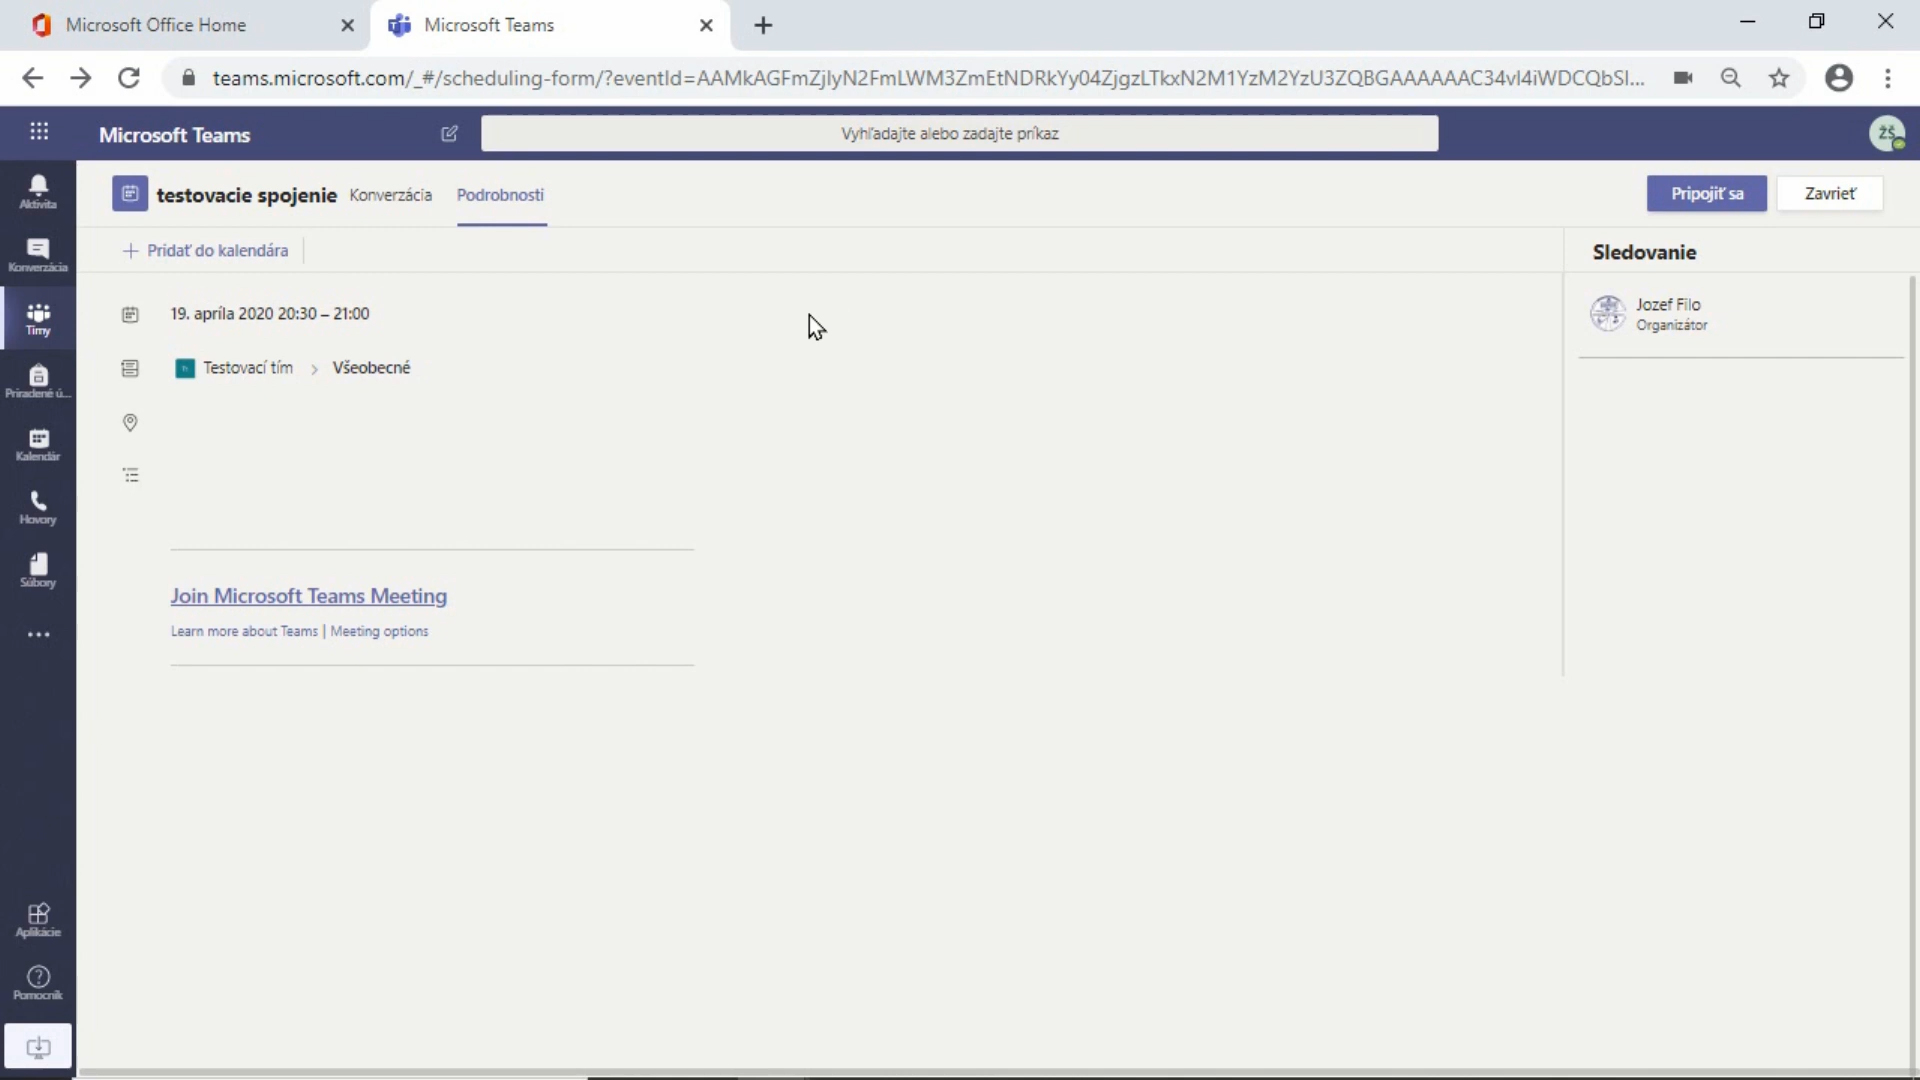 Microsoft Office Home
Microsoft Teams
teams.microsoft.com/_#/scheduling-form/?eventId=AAMkAGFmZjIyN2FmLWM3ZmEtNDRkYy04ZjgzLTkxN2M1YzM2YzU3ZQBGAAAAAAC34vI4iWDCQbSI...
Microsoft Teams
Vyhľadajte alebo zadajte príkaz
ŽŠ
Aktivita
Konverzácia
Tímy
Priradené ú...
Kalendár
Hovory
Súbory
Aplikácie
Pomocník
testovacie spojenie
Konverzácia
Podrobnosti
Pripojiť sa
Zavrieť
Pridať do kalendára
19. apríla 2020 20:30 – 21:00
Testovací tím > Všeobecné
Join Microsoft Teams Meeting
Learn more about Teams | Meeting options
Sledovanie
Jozef Filo
Organizátor